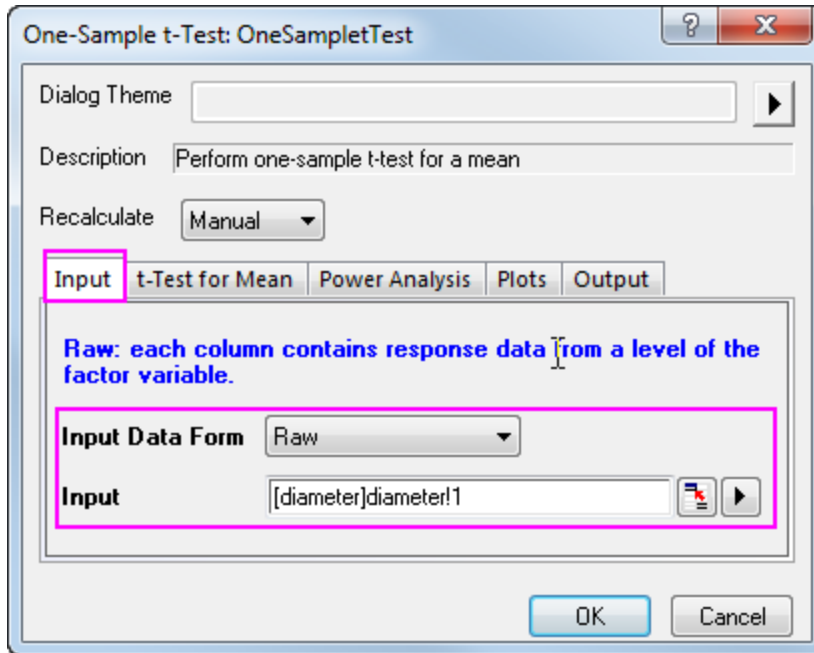 One-Sample t-Test: OneSampletTest
?
X
Dialog Theme
Description Perform one-sample t-test for a mean
Recalculate Manual
Input t-Test for Mean Power Analysis Plots Output
Raw: each column contains response data from a level of the
factor variable.
Input Data Form Raw
Input [diameter]diameter!1
OK Cancel